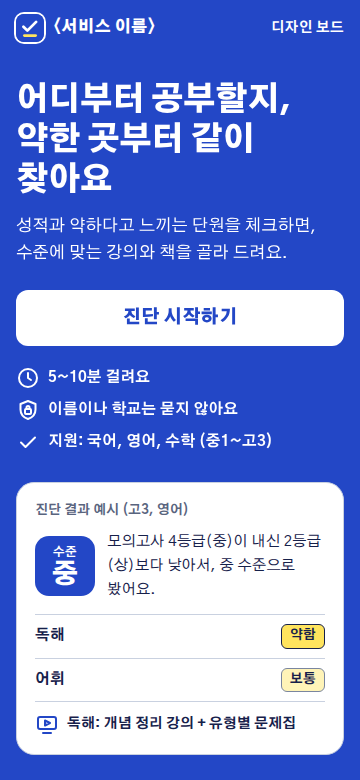 〈서비스 이름〉
디자인 보드
어디부터 공부할지,
약한 곳부터 같이
찾아요
성적과 약하다고 느끼는 단원을 체크하면,
수준에 맞는 강의와 책을 골라 드려요.
진단 시작하기
5~10분 걸려요
이름이나 학교는 묻지 않아요
지원: 국어, 영어, 수학 (중1~고3)
진단 결과 예시 (고3, 영어)
수준
중
모의고사 4등급(중)이 내신 2등급
(상)보다 낮아서, 중 수준으로
봤어요.
독해
약함
어휘
보통
독해: 개념 정리 강의 + 유형별 문제집